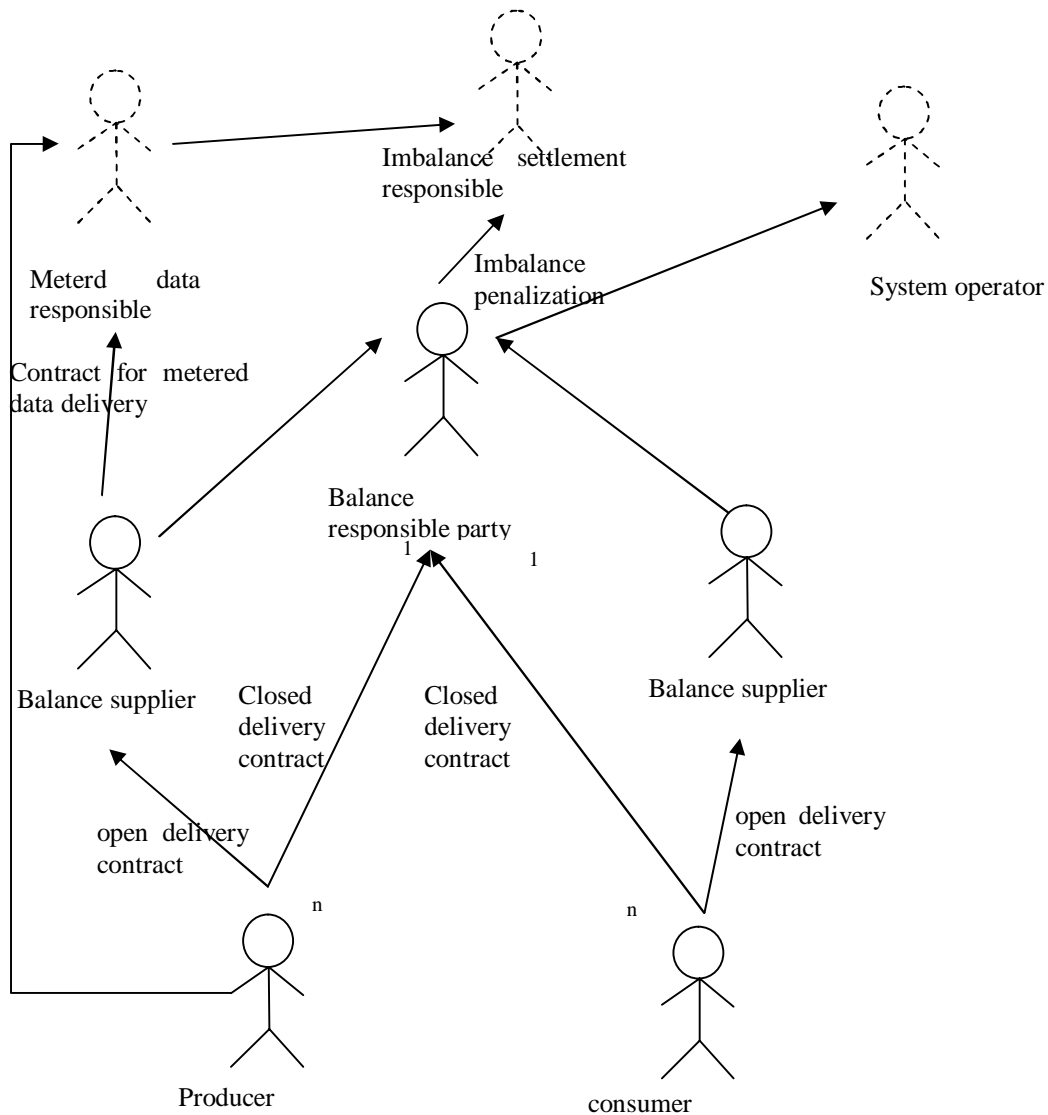 Imbalance settlement
responsible
Meterd data
responsible
Imbalance
penalization
System operator
Contract for metered
data delivery
Balance
responsible party
1
1
Balance supplier
Balance supplier
Closed
delivery
contract
Closed
delivery
contract
open delivery
contract
open delivery
contract
n
n
Producer
consumer